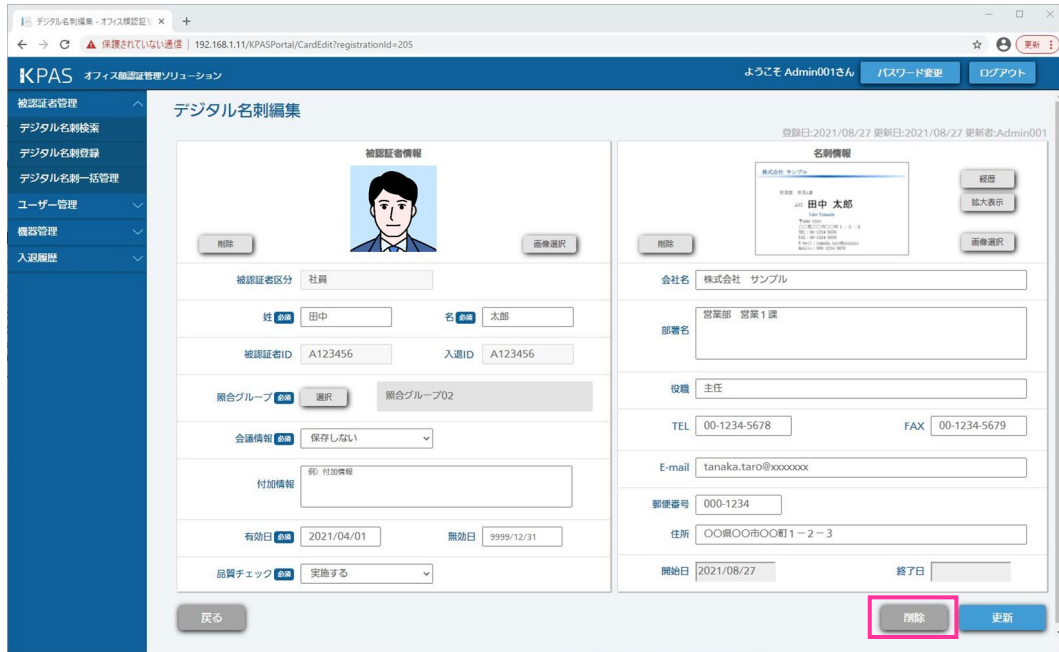 デジタル名刺編集 - オフィス顔認証
保護されていない通信 | 192.168.1.11/KPASPortal/CardEdit?registrationId=205
更新
KPAS オフィス顔認証管理ソリューション
ようこそ Admin001さん
パスワード変更
ログアウト
被認証者管理
デジタル名刺検索
デジタル名刺登録
デジタル名刺一括管理
ユーザー管理
機器管理
入退履歴
デジタル名刺編集
登録日:2021/08/27 更新日:2021/08/27 更新者:Admin001
被認証者情報
削除
画像選択
被認証者区分 社員
姓 必須 田中 名 必須 太郎
被認証者ID A123456 入退ID A123456
照合グループ 必須 選択 照合グループ02
会議情報 必須 保存しない
付加情報 例）付加情報
有効日 必須 2021/04/01 無効日 9999/12/31
品質チェック 必須 実施する
名刺情報
株式会社 サンプル
営業部 営業1課
主任 田中 太郎
Taro Yamada
経歴
拡大表示
削除
画像選択
会社名 株式会社 サンプル
部署名 営業部 営業１課
役職 主任
TEL 00-1234-5678 FAX 00-1234-5679
E-mail tanaka.taro@xxxxxxx
郵便番号 000-1234
住所 〇〇県〇〇市〇〇町１－２－３
開始日 2021/08/27 終了日
戻る
削除
更新